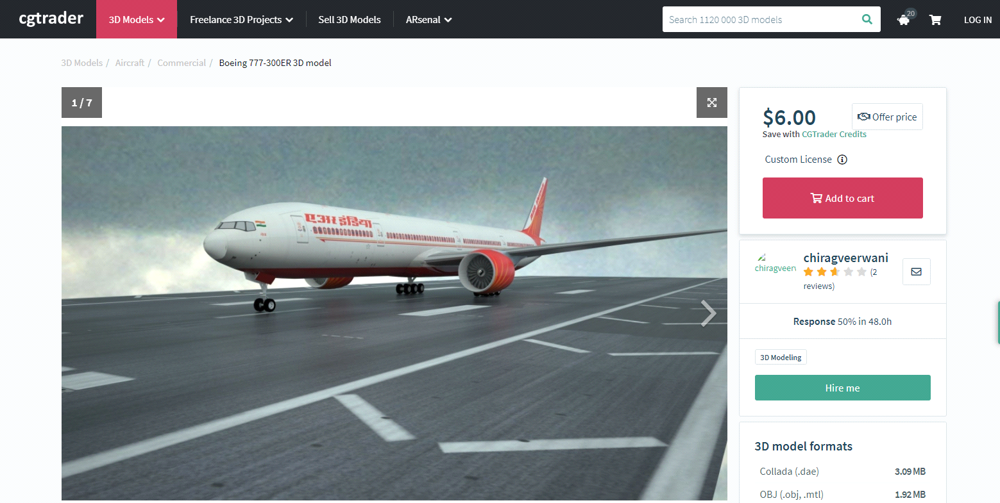 cgtrader
3D Models
Freelance 3D Projects
Sell 3D Models
ARsenal
Search 1120 000 3D models
20
LOG IN
3D Models / Aircraft / Commercial / Boeing 777-300ER 3D model
1 / 7
एअर इंडिया
$6.00
Offer price
Save with CGTrader Credits
Custom License
Add to cart
chiragveerw
chiragveerwani
(2
reviews)
Response 50% in 48.0h
3D Modeling
Hire me
3D model formats
Collada (.dae) 3.09 MB
OBJ (.obj, .mtl) 1.92 MB